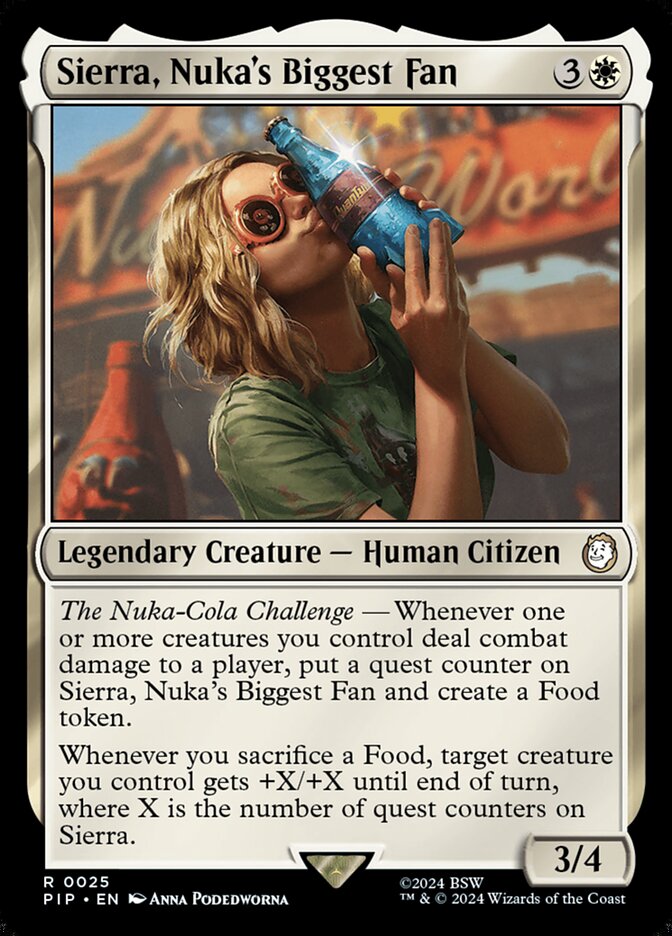 Sierra, Nuka's Biggest Fan 3
Nu World
Quantum
Legendary Creature — Human Citizen
The Nuka-Cola Challenge — Whenever one
or more creatures you control deal combat
damage to a player, put a quest counter on
Sierra, Nuka's Biggest Fan and create a Food
token.
Whenever you sacrifice a Food, target creature
you control gets +X/+X until end of turn,
where X is the number of quest counters on
Sierra.
3/4
R 0025
PIP • EN Anna Podedworna
©2024 BSW
™ & © 2024 Wizards of the Coast